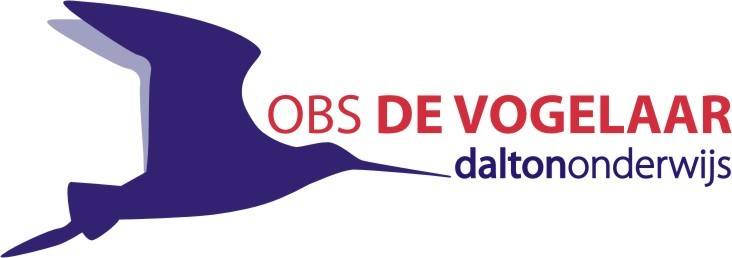 OBS DE VOGELAAR
daltononderwijs